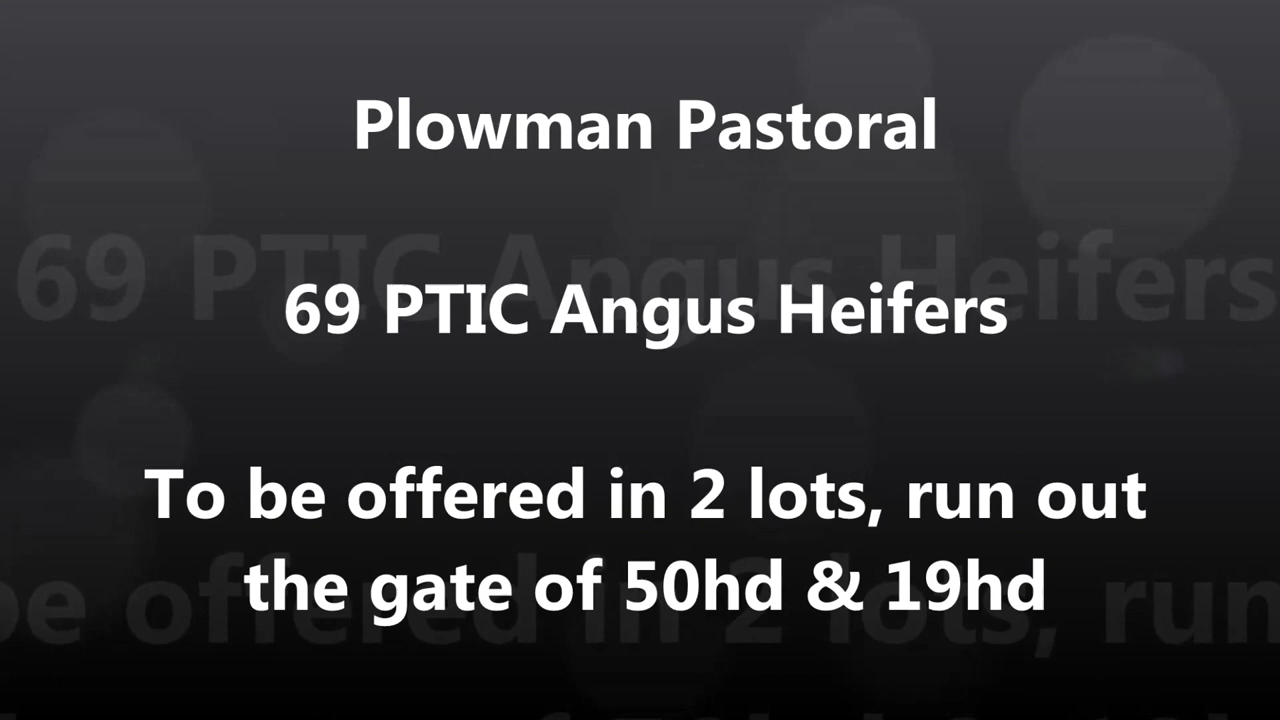 Plowman Pastoral
69 PTIC Angus Heifers
To be offered in 2 lots, run out
the gate of 50hd & 19hd